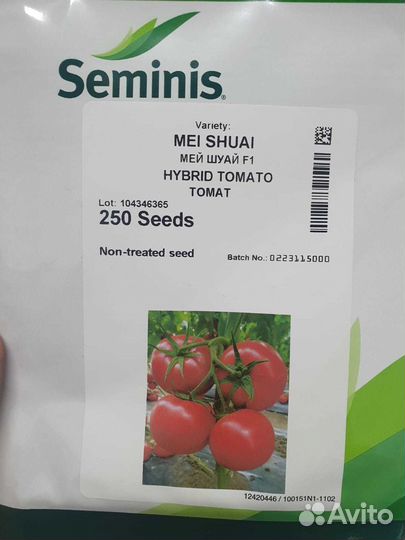 Seminis®
Variety:
MEI SHUAI
МЕЙ ШУАЙ F1
HYBRID TOMATO
ТОМАТ
Lot: 104346365
250 Seeds
Non-treated seed
Batch No.: 0223115000
12420446 / 100151N1-1102
Avito